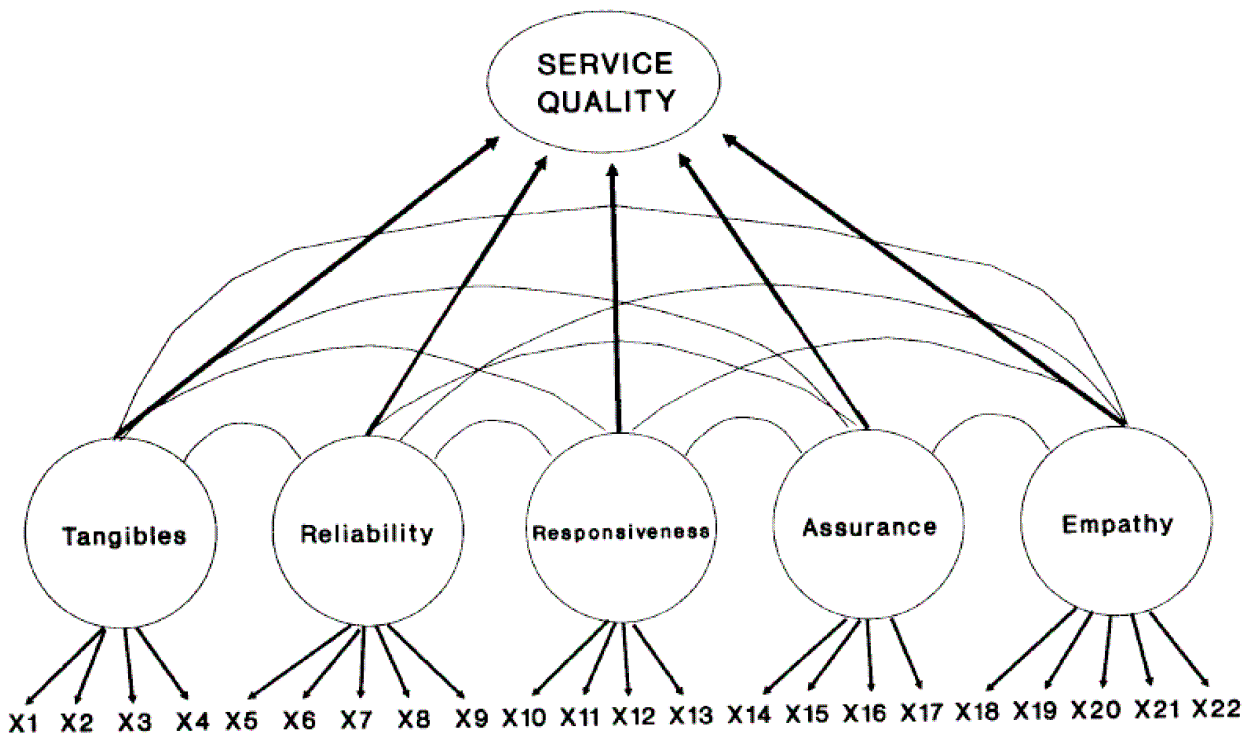 SERVICE
QUALITY
Tangibles
Reliability
Responsiveness
Assurance
Empathy
X1 X2 X3 X4 X5 X6 X7 X8 X9 X10 X11 X12 X13 X14 X15 X16 X17 X18 X19 X20 X21 X22